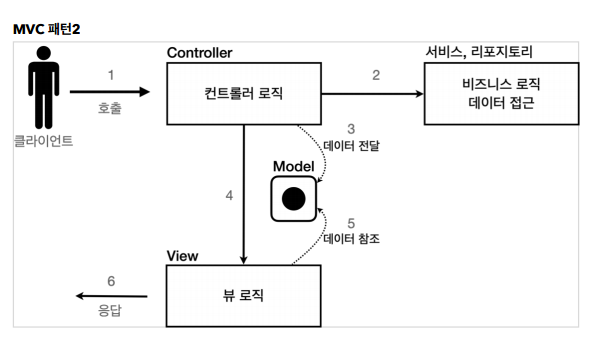 MVC 패턴2
Controller
서비스, 리포지토리
1
호출
컨트롤러 로직
2
비즈니스 로직
데이터 접근
클라이언트
3
데이터 전달
Model
4
5
데이터 참조
View
뷰 로직
6
응답